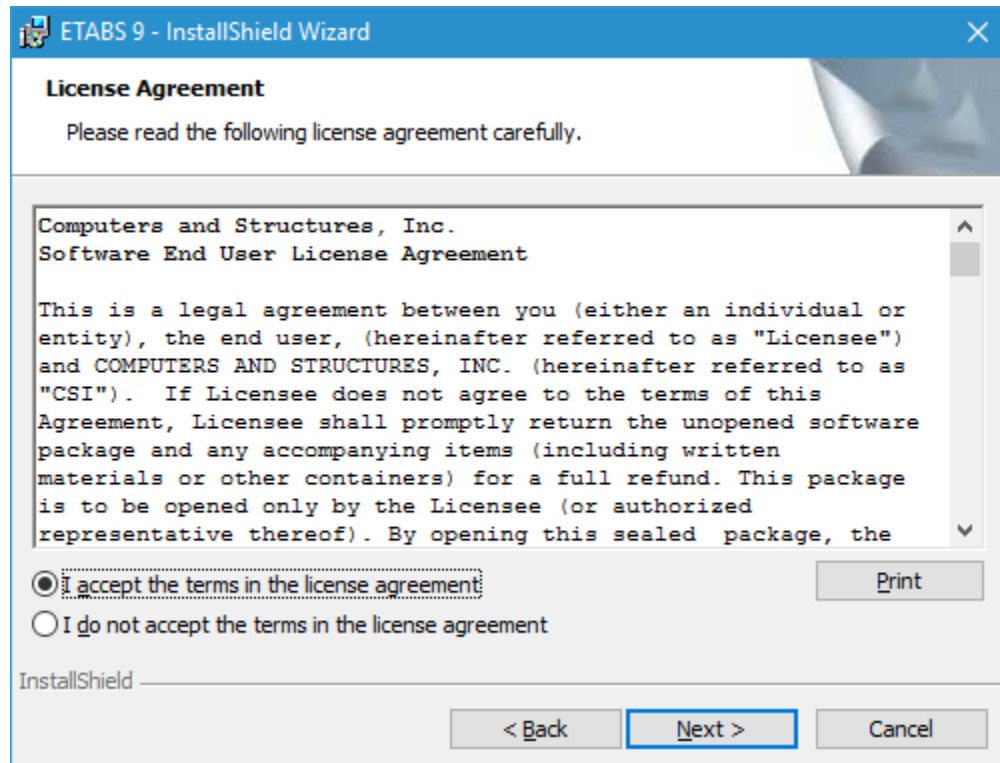 ETABS 9 - InstallShield Wizard
License Agreement
Please read the following license agreement carefully.
Computers and Structures, Inc.
Software End User License Agreement
This is a legal agreement between you (either an individual or
entity), the end user, (hereinafter referred to as "Licensee")
and COMPUTERS AND STRUCTURES, INC. (hereinafter referred to as
"CSI").  If Licensee does not agree to the terms of this
Agreement, Licensee shall promptly return the unopened software
package and any accompanying items (including written
materials or other containers) for a full refund. This package
is to be opened only by the Licensee (or authorized
representative thereof). By opening this sealed  package, the
I accept the terms in the license agreement
Print
I do not accept the terms in the license agreement
InstallShield
< Back
Next >
Cancel